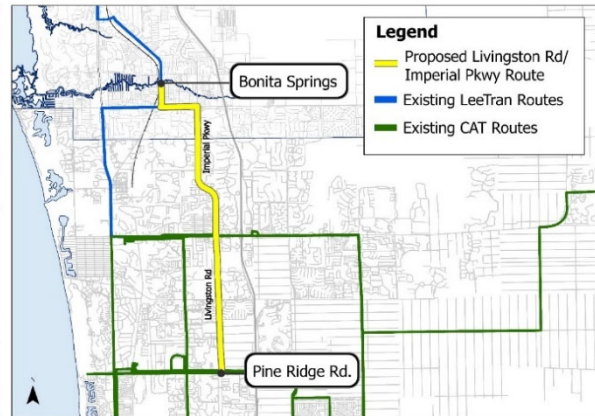 Legend
Proposed Livingston Rd/
Imperial Pkwy Route
Existing LeeTran Routes
Existing CAT Routes
Bonita Springs
Imperial Pkwy
Livingston Rd
Pine Ridge Rd.